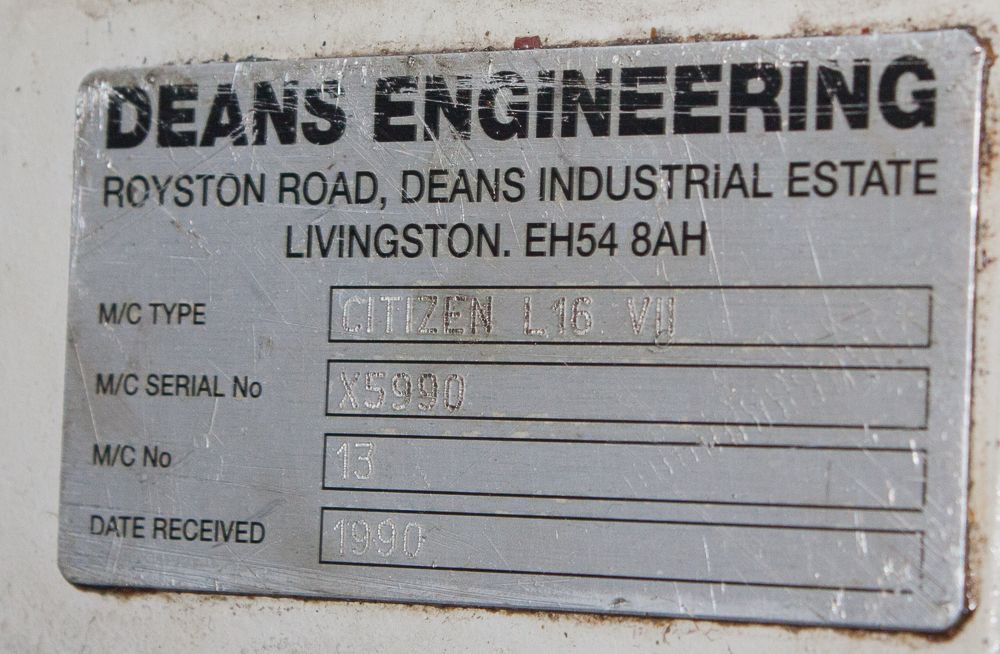 DEANS ENGINEERING
ROYSTON ROAD, DEANS INDUSTRIAL ESTATE
LIVINGSTON. EH54 8AH
M/C TYPE CITIZEN L16 VIJ
M/C SERIAL No X5990
M/C No 13
DATE RECEIVED 1990